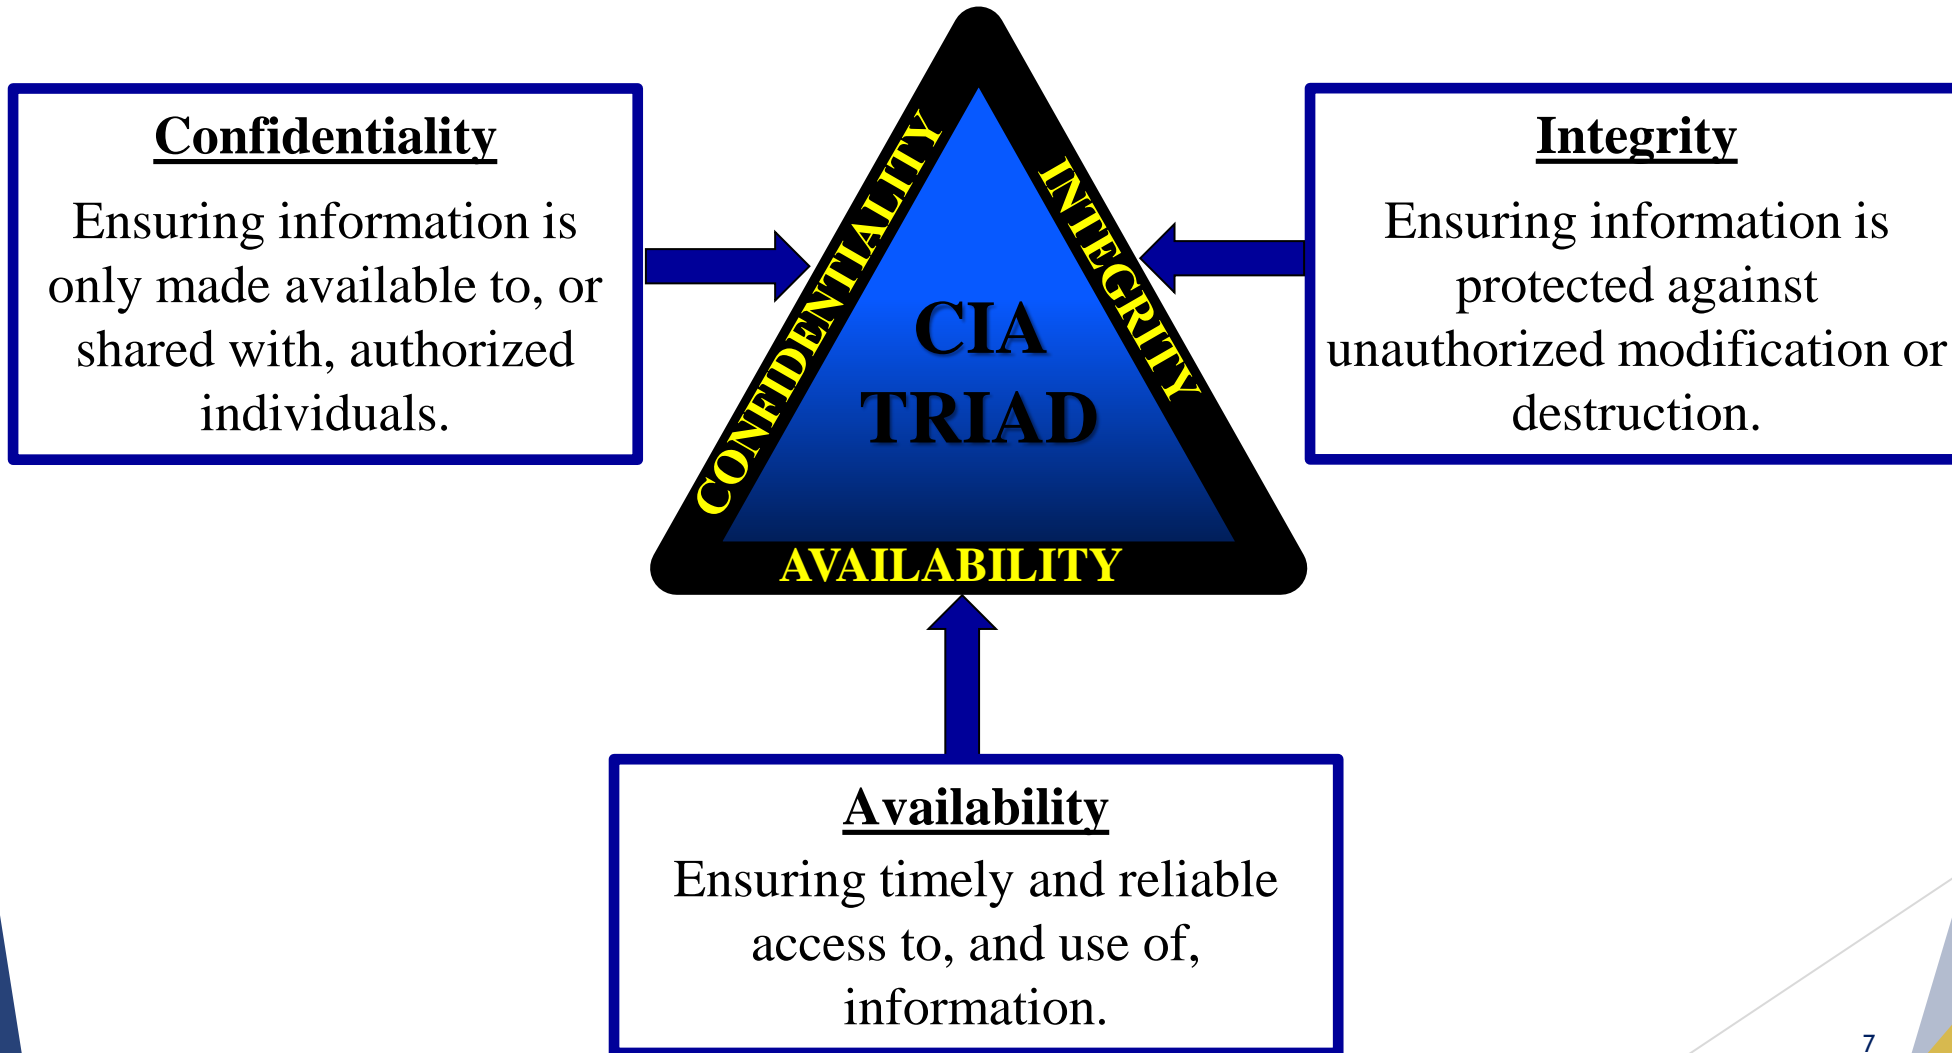 Confidentiality
Ensuring information is
only made available to, or
shared with, authorized
individuals.
CONFIDENTIALITY
INTEGRITY
CIA
TRIAD
AVAILABILITY
Integrity
Ensuring information is
protected against
unauthorized modification or
destruction.
Availability
Ensuring timely and reliable
access to, and use of,
information.
7